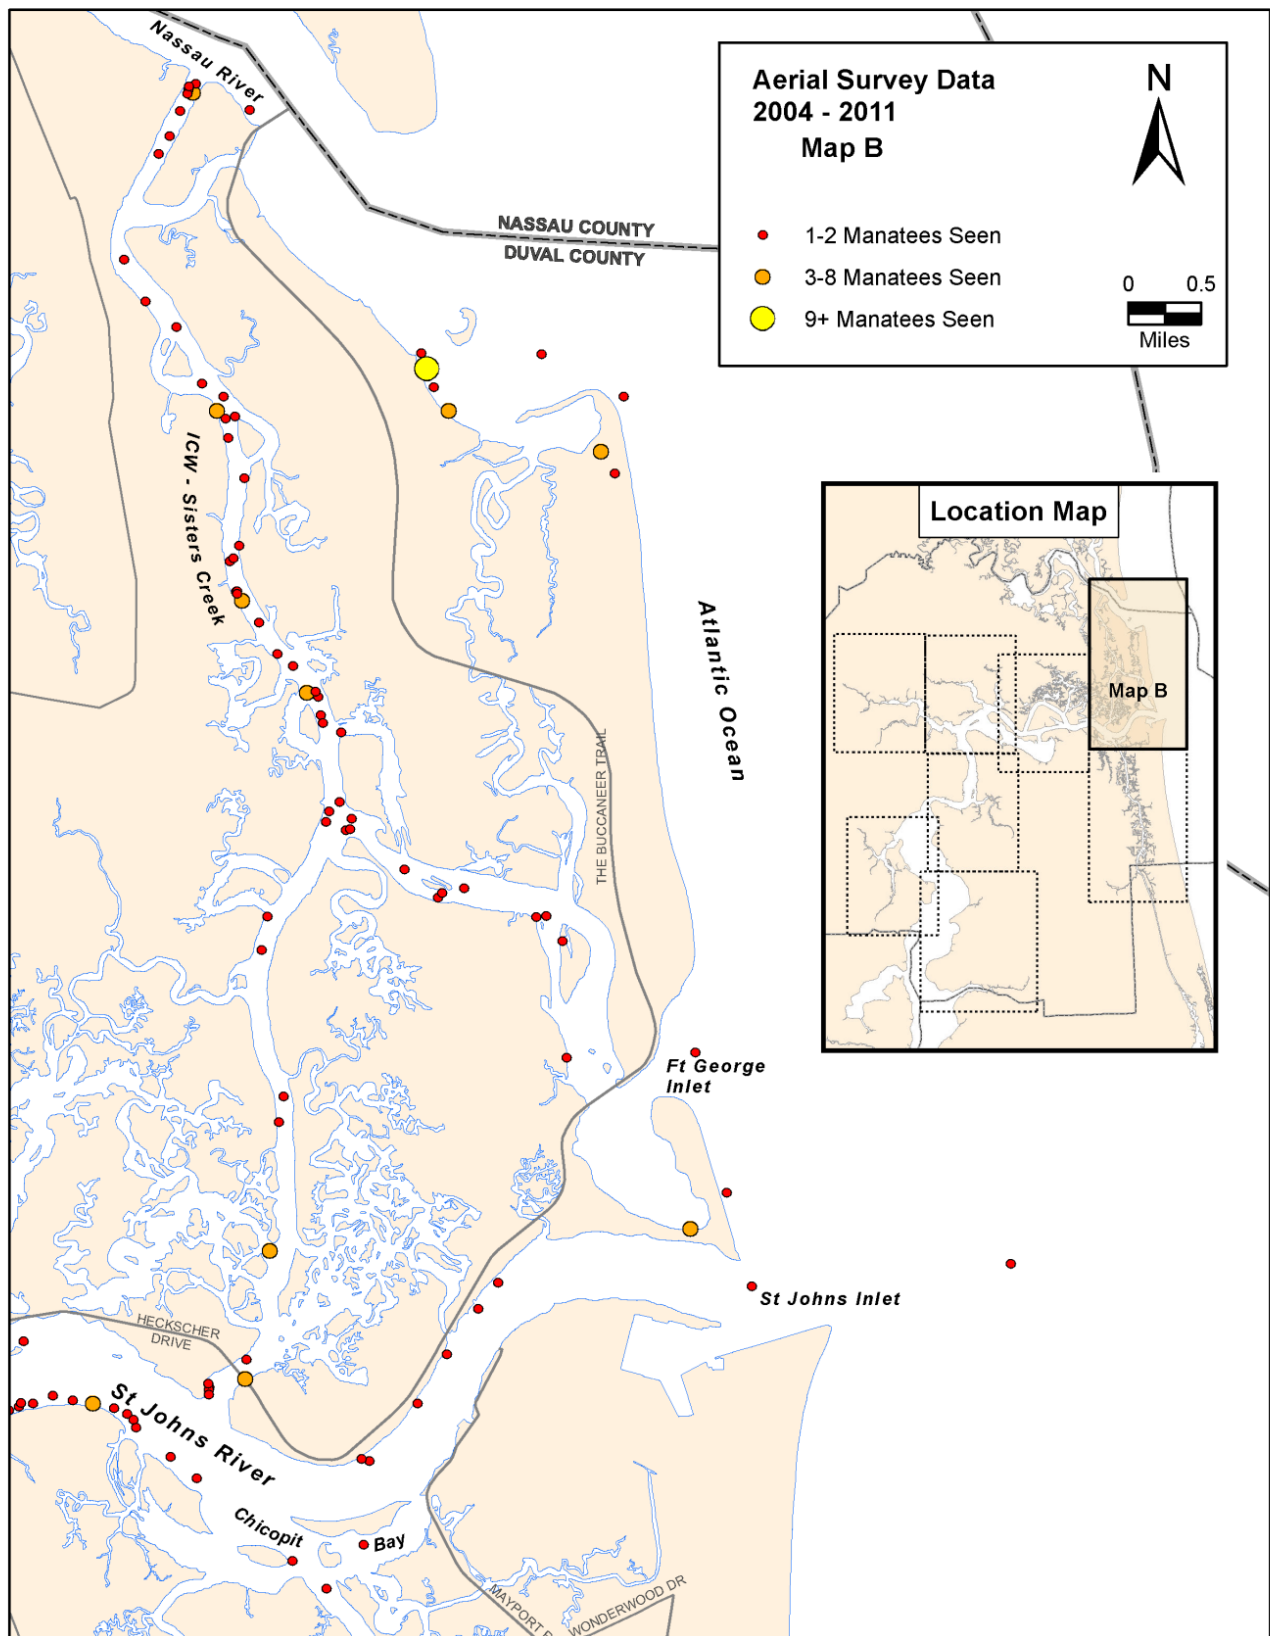 Nassau River
Aerial Survey Data
2004 - 2011
Map B
N
1-2 Manatees Seen
3-8 Manatees Seen
9+ Manatees Seen
0 0.5
Miles
NASSAU COUNTY
DUVAL COUNTY
ICW - Sisters Creek
Location Map
Map B
Atlantic Ocean
THE BUCCANEER TRAIL
Ft George
Inlet
St Johns Inlet
HECKSCHER
DRIVE
St Johns River
Chicopit Bay
MAYPORT
WONDERWOOD DR